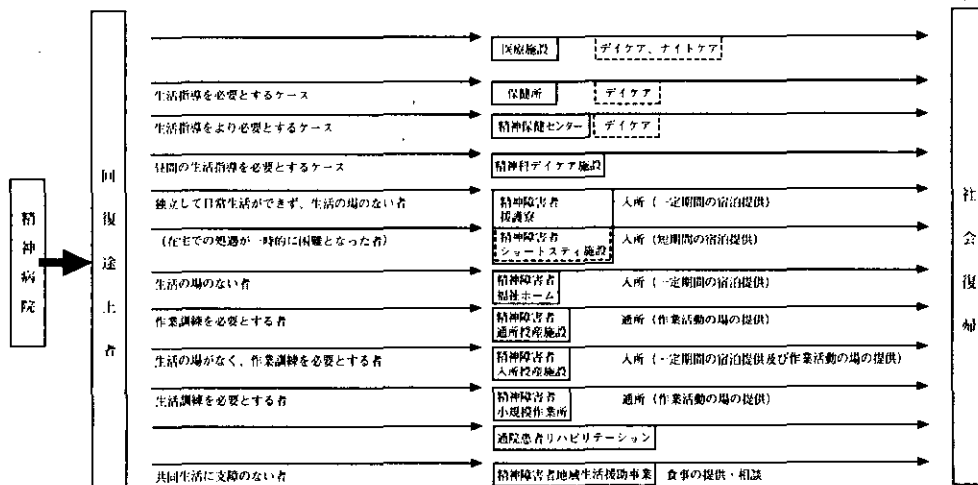 精神病院
回復途上者
医療施設 デイケア、ナイトケア
生活指導を必要とするケース 保健所 デイケア
生活指導をより必要とするケース 精神保健センター デイケア
昼間の生活指導を必要とするケース 精神科デイケア施設
独立して日常生活ができず、生活の場のない者 精神障害者 入所(一定期間の宿泊提供)
援護寮
(在宅での処遇が一時的に困難となった者) 精神障害者 入所(短期間の宿泊提供)
ショートスティ施設
生活の場のない者 精神障害者 入所(一定期間の宿泊提供)
福祉ホーム
作業訓練を必要とする者 精神障害者 通所(作業活動の場の提供)
通所授産施設
生活の場がなく、作業訓練を必要とする者 精神障害者 入所(一定期間の宿泊提供及び作業活動の場の提供)
入所授産施設
生活訓練を必要とする者 精神障害者 通所(作業活動の場の提供)
小規模作業所
通院患者リハビリテーション
共同生活に支障のない者 精神障害者地域生活援助事業 食事の提供・相談
社会復帰